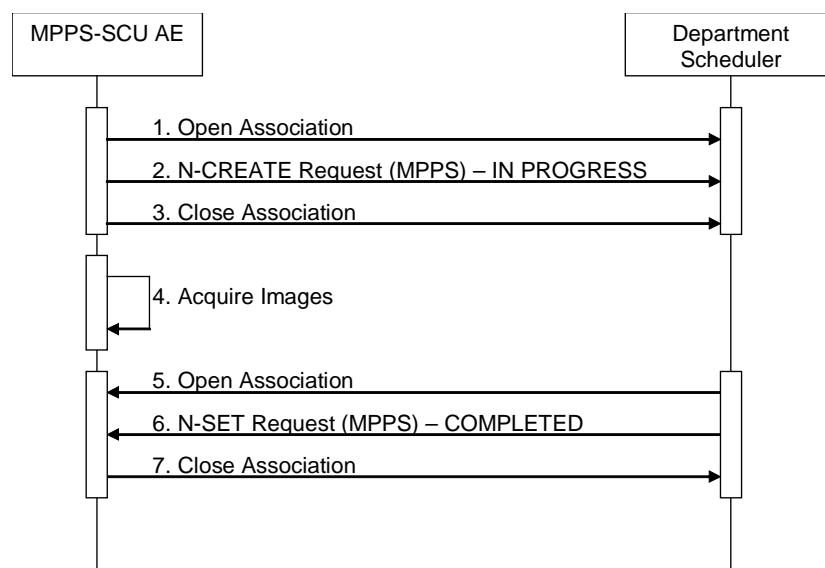 MPPS-SCU AE
Department
Scheduler
1. Open Association
2. N-CREATE Request (MPPS) – IN PROGRESS
3. Close Association
4. Acquire Images
5. Open Association
6. N-SET Request (MPPS) – COMPLETED
7. Close Association